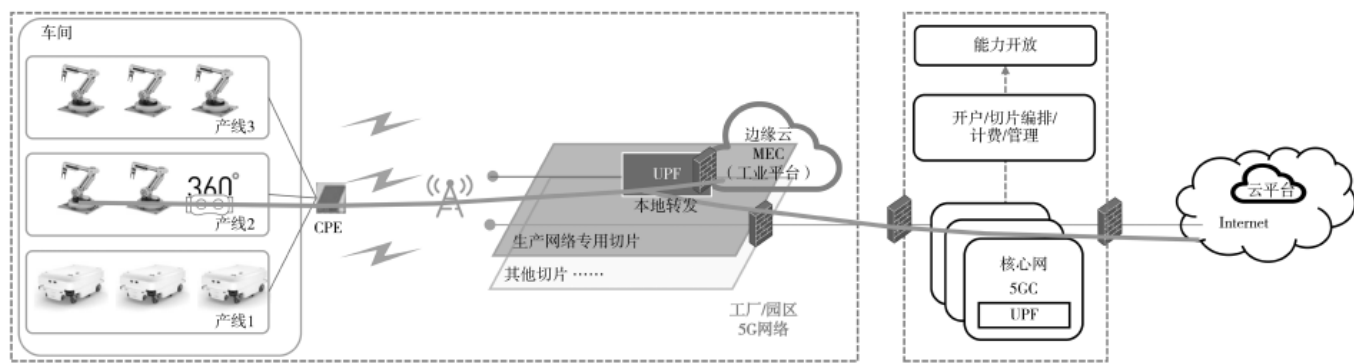 车间
产线3
360°
产线2
产线1
CPE
UPF
本地转发
边缘云
MEC
（工业平台）
生产网络专用切片
其他切片……
工厂/园区
5G网络
能力开放
开户/切片编排/
计费/管理
核心网
5GC
UPF
云平台
Internet